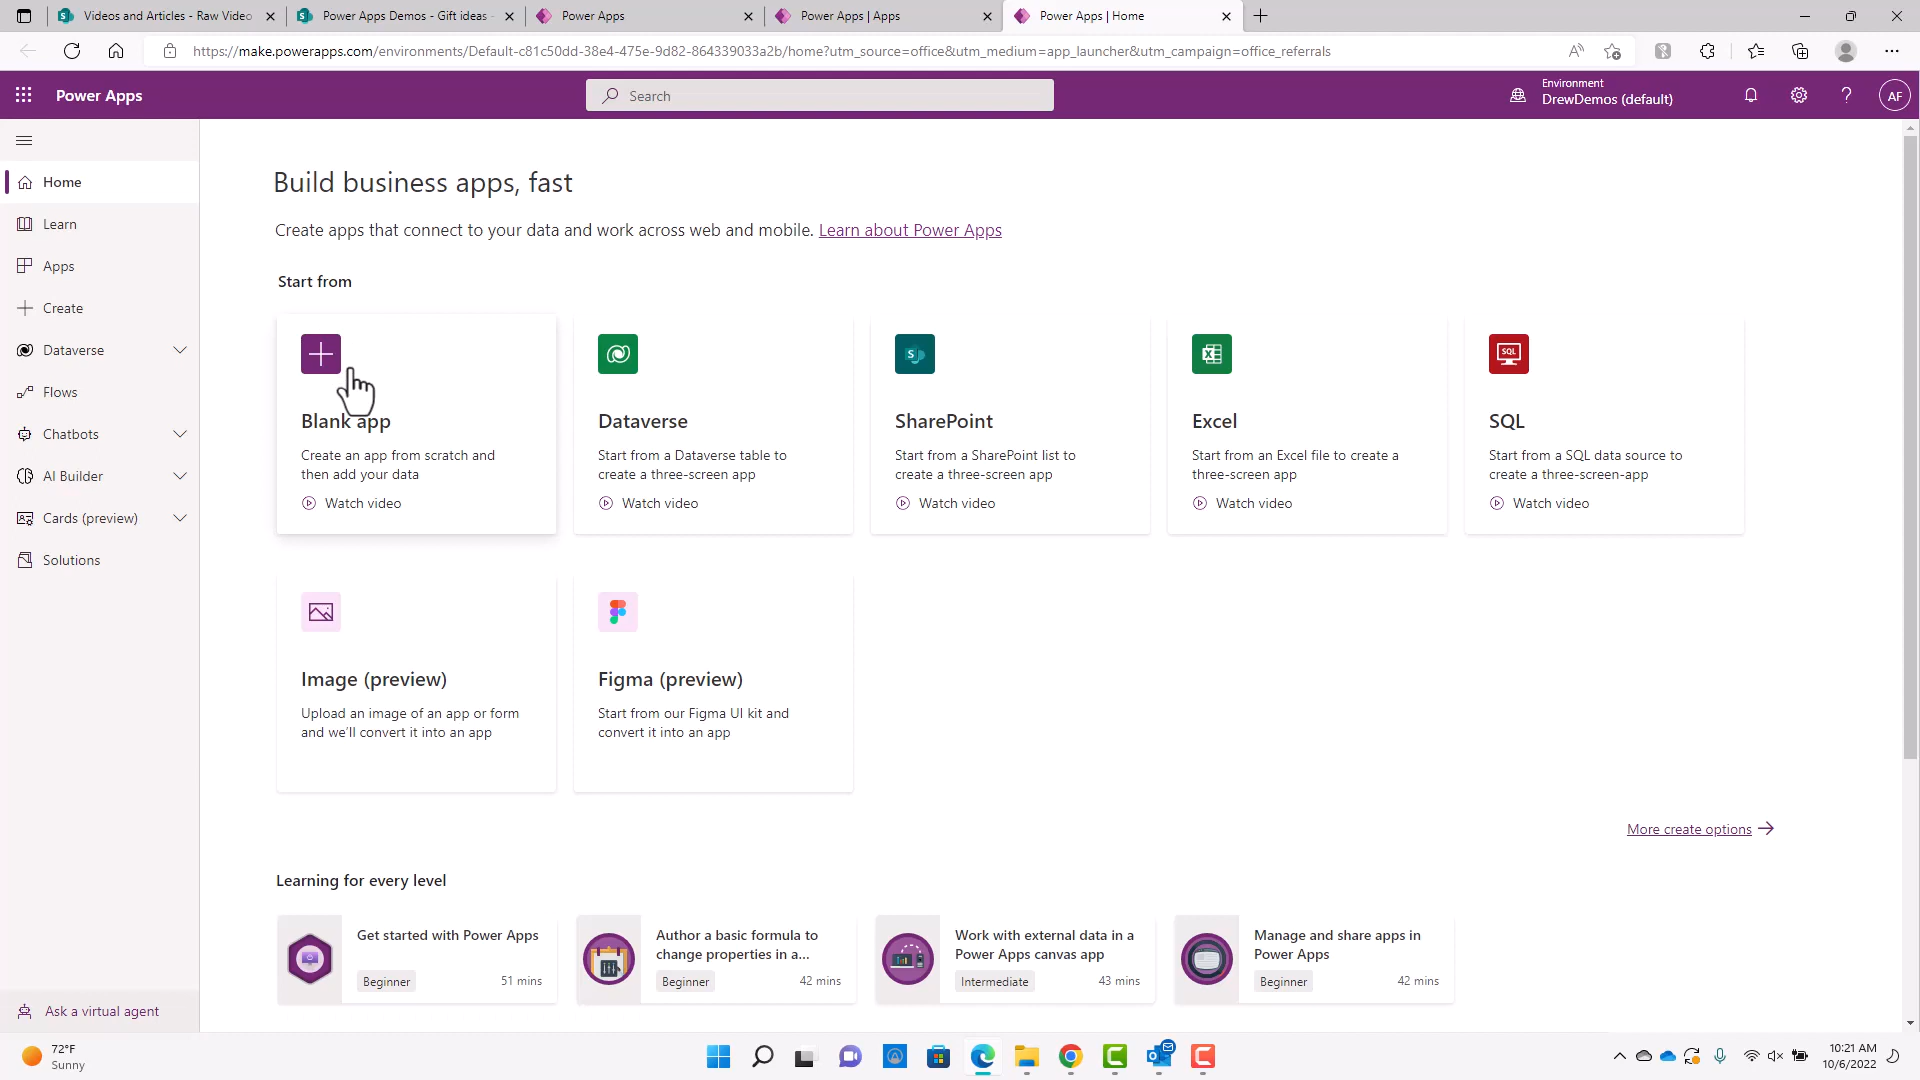 Videos and Articles - Raw Video
Power Apps Demos - Gift ideas -
Power Apps
Power Apps | Apps
Power Apps | Home
https://make.powerapps.com/environments/Default-c81c50dd-38e4-475e-9d82-864339033a2b/home?utm_source=office&utm_medium=app_launcher&utm_campaign=office_referrals
Power Apps
Search
Environment
DrewDemos (default)
AF
Home
Learn
Apps
Create
Dataverse
Flows
Chatbots
AI Builder
Cards (preview)
Solutions
Ask a virtual agent
Build business apps, fast
Create apps that connect to your data and work across web and mobile. Learn about Power Apps
Start from
Blank app
Create an app from scratch and
then add your data
Watch video
Dataverse
Start from a Dataverse table to
create a three-screen app
Watch video
SharePoint
Start from a SharePoint list to
create a three-screen app
Watch video
Excel
Start from an Excel file to create a
three-screen app
Watch video
SQL
SQL
Start from a SQL data source to
create a three-screen-app
Watch video
Image (preview)
Upload an image of an app or form
and we'll convert it into an app
Figma (preview)
Start from our Figma UI kit and
convert it into an app
More create options
Learning for every level
Get started with Power Apps
Beginner
51 mins
Author a basic formula to
change properties in a...
Beginner
42 mins
Work with external data in a
Power Apps canvas app
Intermediate
43 mins
Manage and share apps in
Power Apps
Beginner
42 mins
72°F
Sunny
10:21 AM
10/6/2022